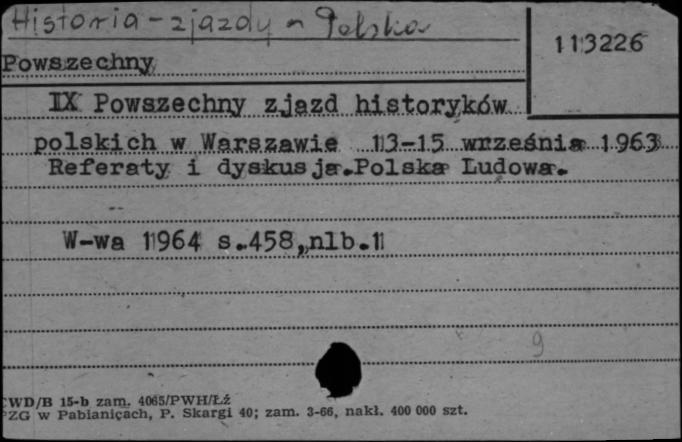 Historia - zjazdy - Polska
113226
Powszechny
IX Powszechny zjazd historyków
polskich w Warszawie 13-15 września 1963
Referaty i dyskusja.Polska Ludowa.
W-wa 1964 s.458,nlb.1
9
CWD/B 15-b zam. 4065/PWH/Łź
PZG w Pabianicach, P. Skargi 40; zam. 3-66, nakł. 400 000 szt.